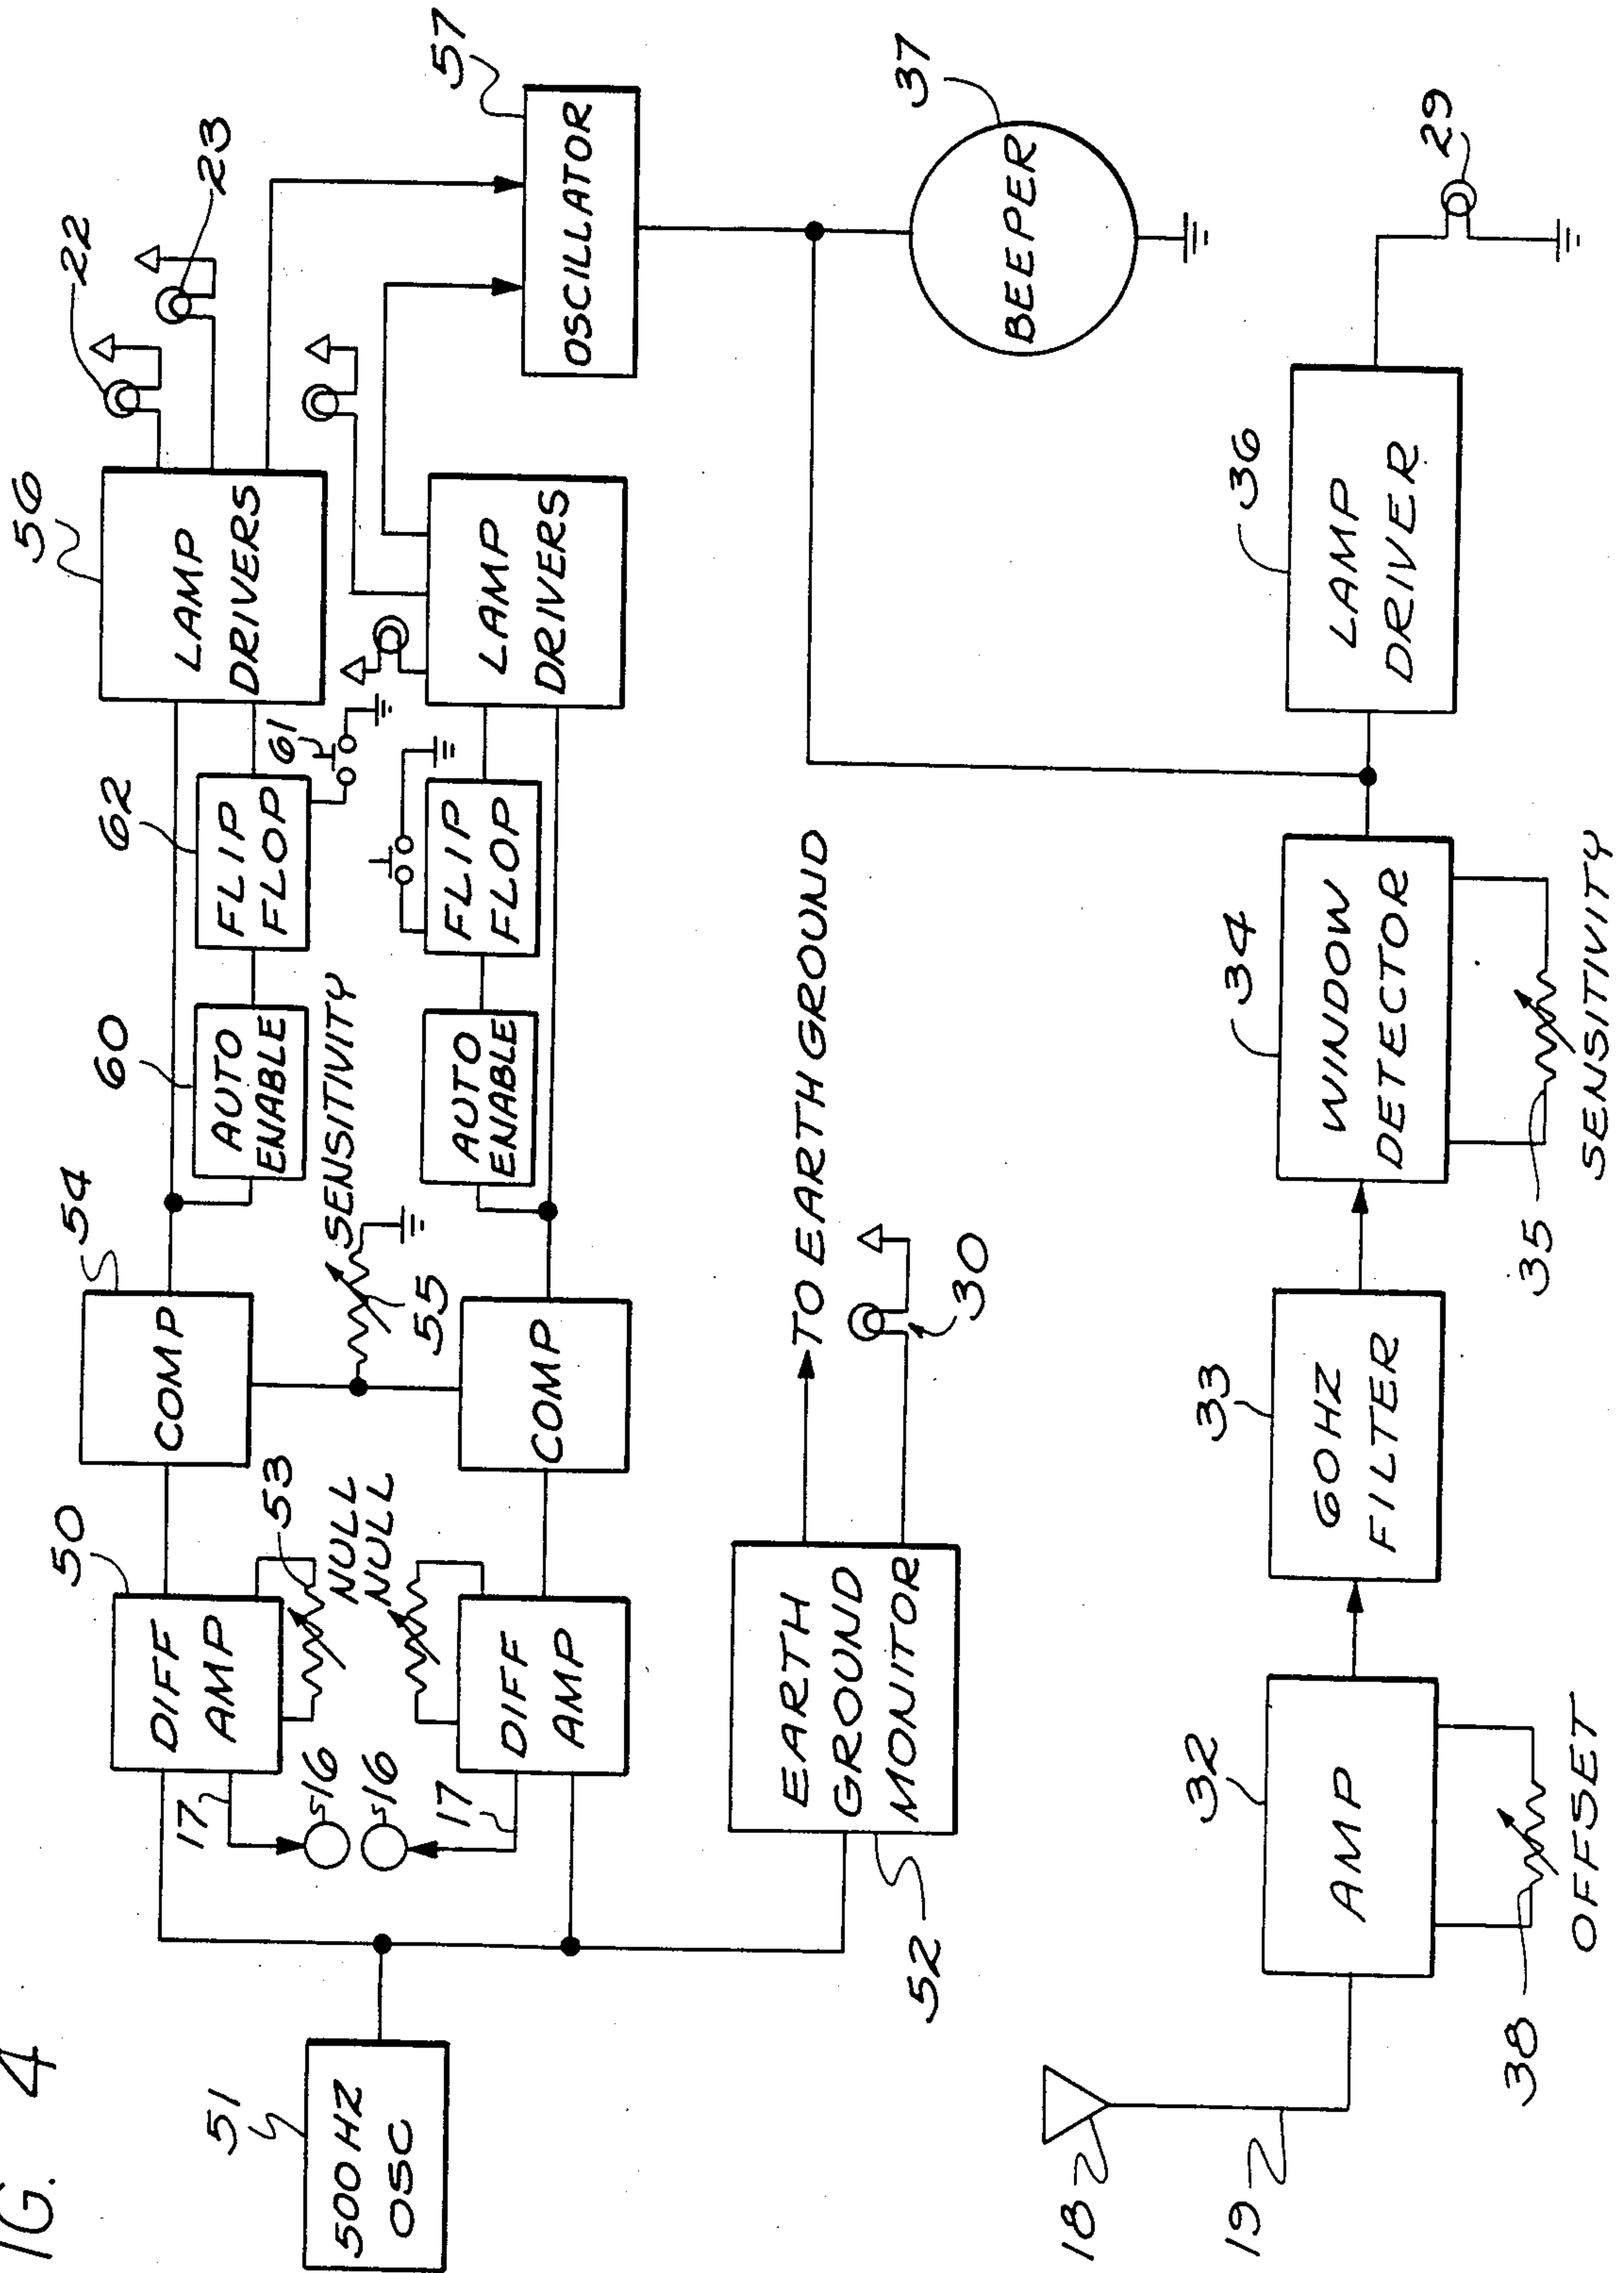 IG. 4
56
22
23
57
LAMP
DRIVERS
OSCILLATOR
62
FLIP
FLOP
61
60
AUTO
ENABLE
54
COMP
SENSITIVITY
55
50
DIFF
AMP
53
NULL
NULL
17
16
16
17
51
500 HZ
OSC
DIFF
AMP
COMP
AUTO
ENABLE
FLIP
FLOP
LAMP
DRIVERS
52
EARTH
GROUND
MONITOR
TO EARTH GROUND
30
BEEPER
37
18
19
32
AMP
38
OFFSET
33
60HZ
FILTER
34
WINDOW
DETECTOR
35
SENSITIVITY
36
LAMP
DRIVER
29